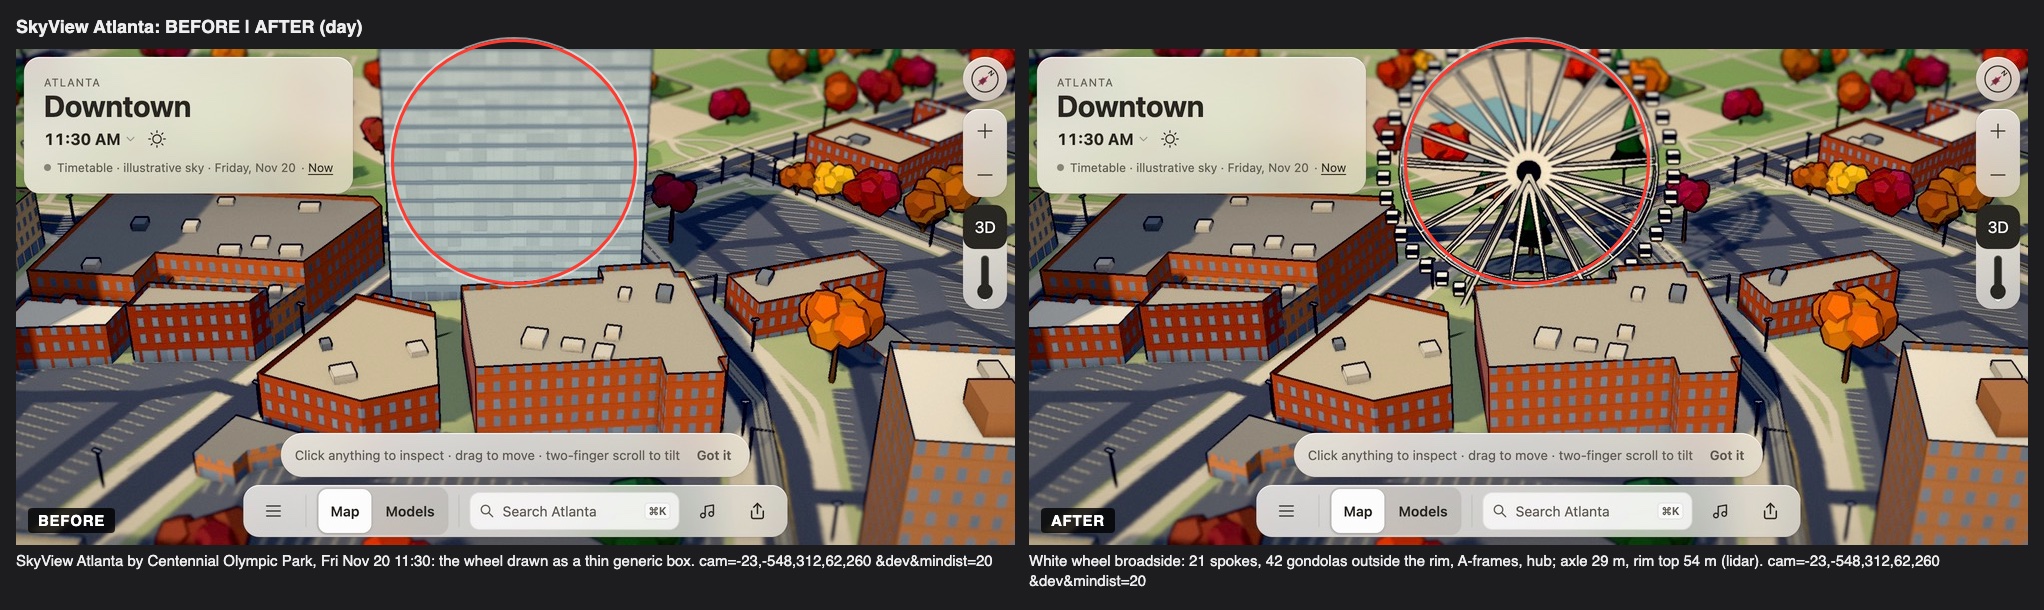 SkyView Atlanta: BEFORE | AFTER (day)
ATLANTA
Downtown
11:30 AM
Timetable · illustrative sky · Friday, Nov 20 · Now
N
+
−
3D
Click anything to inspect · drag to move · two-finger scroll to tilt Got it
Map Models Search Atlanta ⌘K
BEFORE
SkyView Atlanta by Centennial Olympic Park, Fri Nov 20 11:30: the wheel drawn as a thin generic box. cam=-23,-548,312,62,260 &dev&mindist=20
ATLANTA
Downtown
11:30 AM
Timetable · illustrative sky · Friday, Nov 20 · Now
N
+
−
3D
Click anything to inspect · drag to move · two-finger scroll to tilt Got it
Map Models Search Atlanta ⌘K
AFTER
White wheel broadside: 21 spokes, 42 gondolas outside the rim, A-frames, hub; axle 29 m, rim top 54 m (lidar). cam=-23,-548,312,62,260
&dev&mindist=20